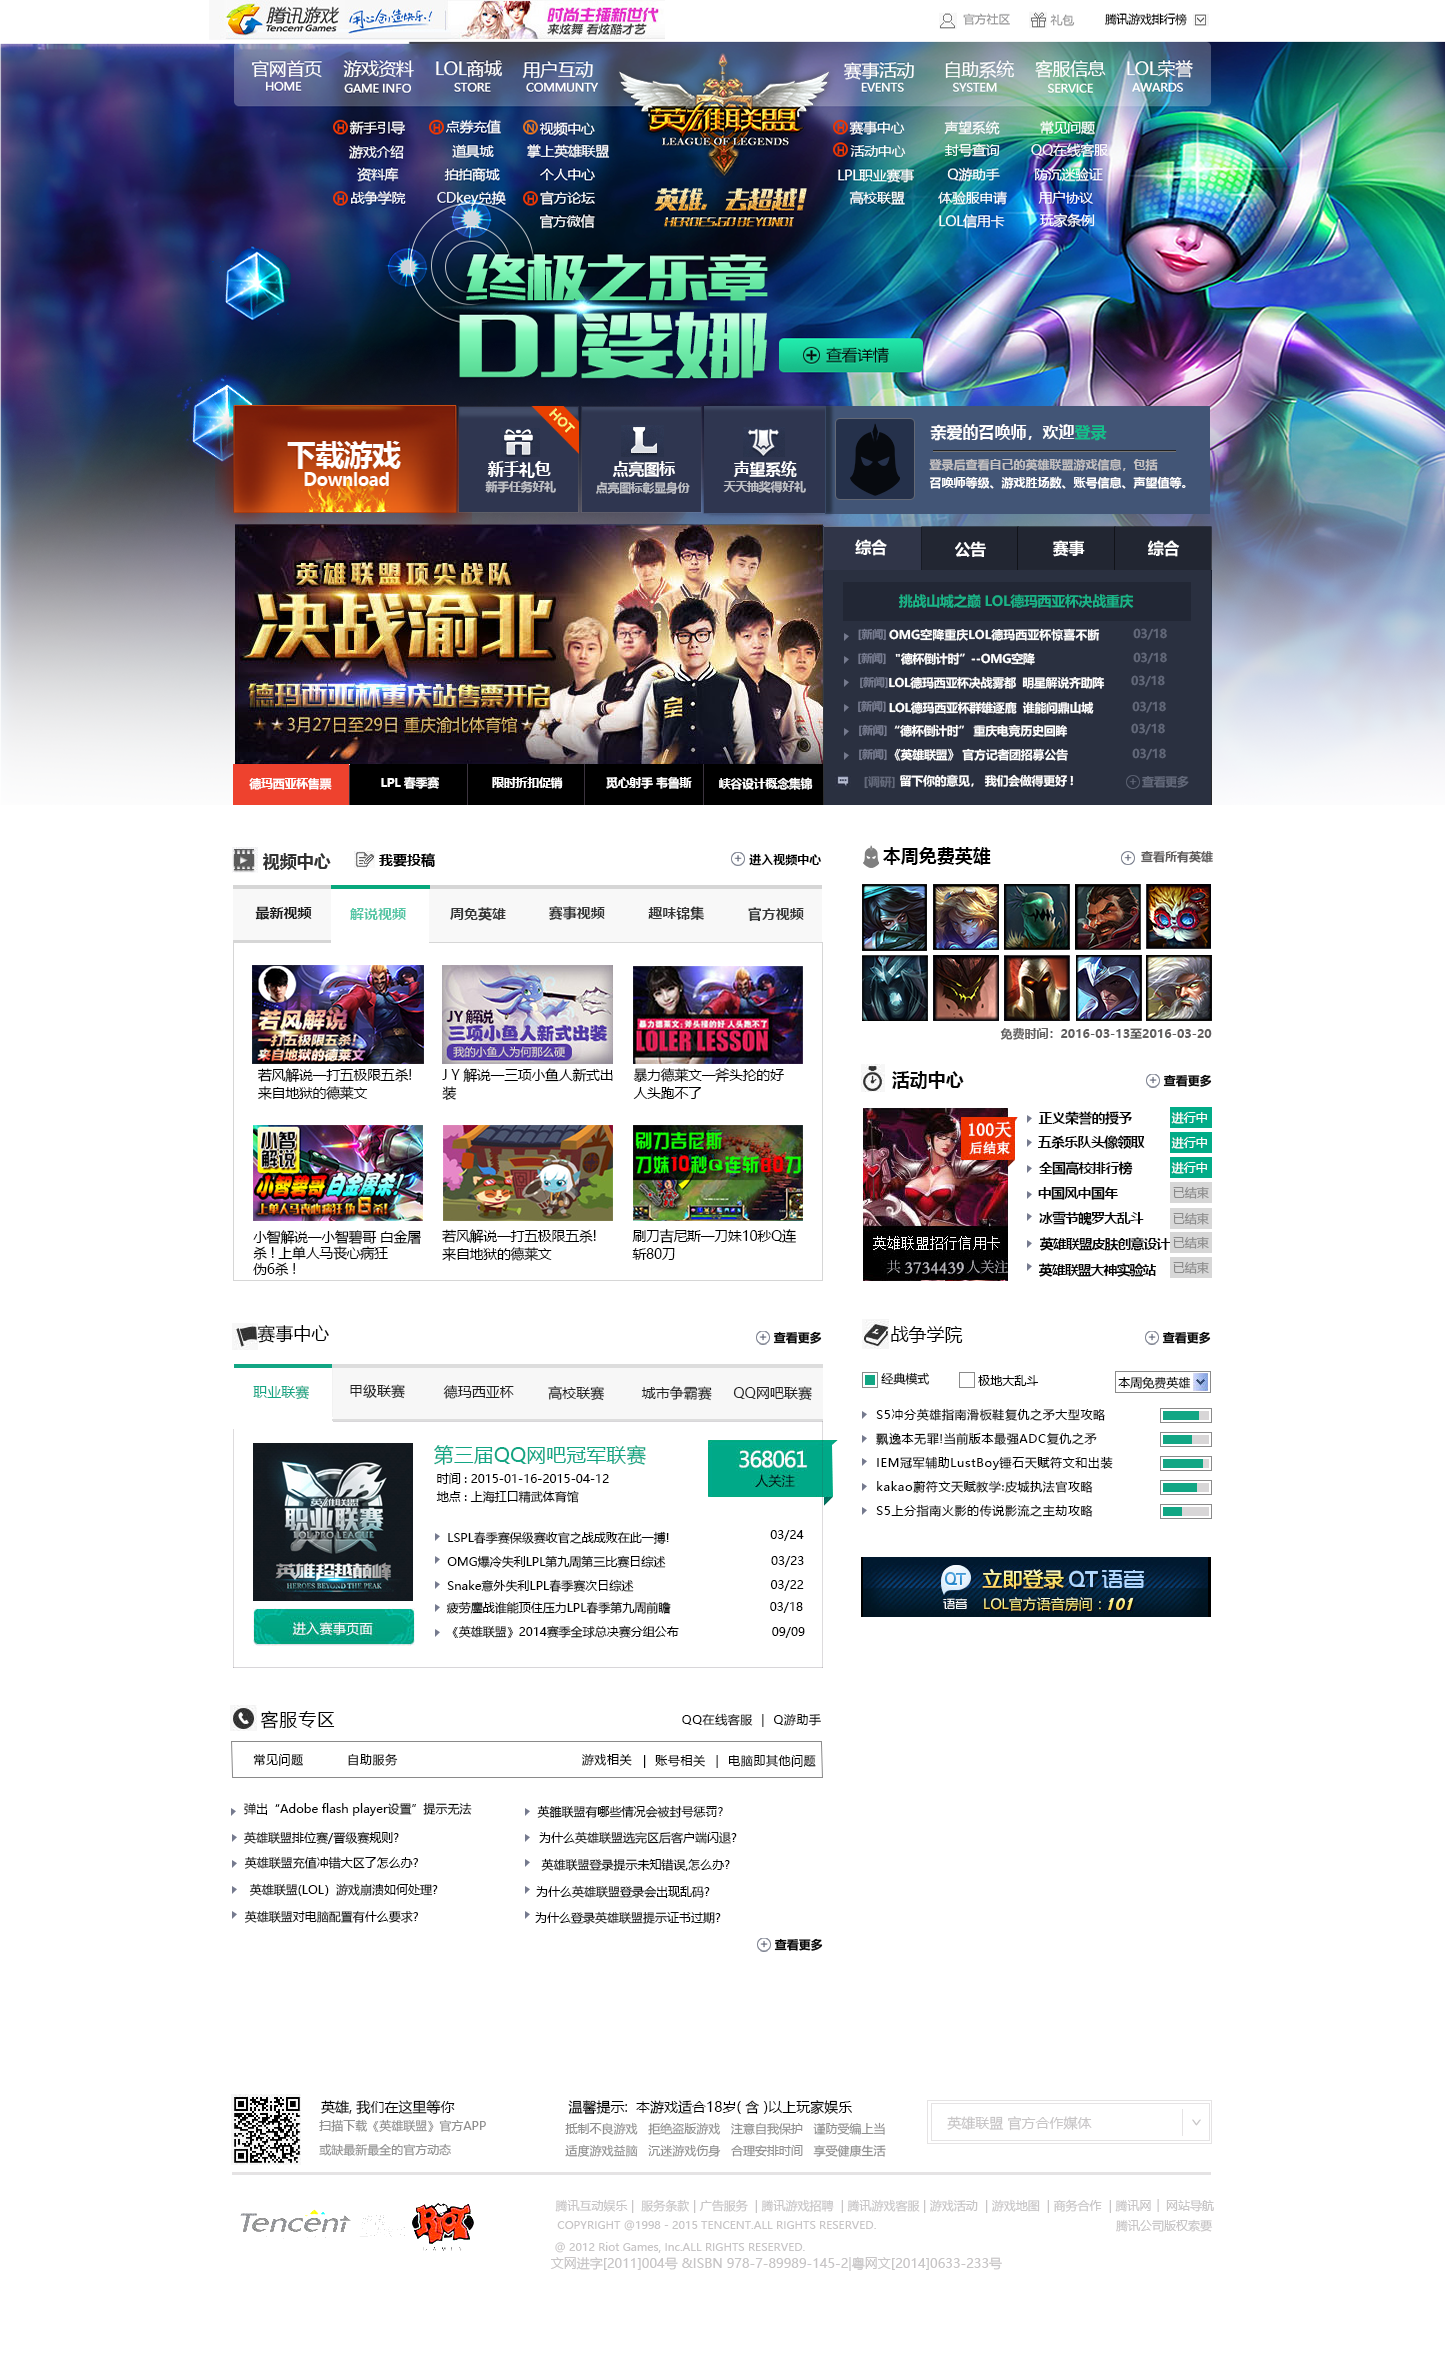 腾讯游戏
Tencent Games
用心创造快乐!
时尚主播新世代
来炫舞 看炫酷才艺
官方社区
礼包
腾讯游戏排行榜
官网首页 游戏资料 LOL商城 用户互动 赛事活动 自助系统 客服信息 LOL荣誉
HOME GAME INFO STORE COMMUNTY EVENTS SYSTEM SERVICE AWARDS
英雄联盟
LEAGUE OF LEGENDS
英雄，去超越!
HEROES,GO BEYOND!
H新手引导 H点券充值 N视频中心 H赛事中心 声望系统 常见问题
游戏介绍 道具城 掌上英雄联盟 H活动中心 封号查询 QQ在线客服
资料库 拍拍商城 个人中心 LPL职业赛事 Q游助手 防沉迷验证
H战争学院 CDkey兑换 H官方论坛 高校联盟 体验服申请 用户协议
官方微信 LOL信用卡 玩家条例
终极之乐章
DJ娑娜
查看详情
下载游戏
Download
HOT
新手礼包
新手任务好礼
点亮图标
点亮图标彰显身份
声望系统
天天抽奖得好礼
亲爱的召唤师，欢迎登录
登录后查看自己的英雄联盟游戏信息，包括
召唤师等级、游戏胜场数、账号信息、声望值等。
英雄联盟顶尖战队
决战渝北
德玛西亚杯重庆站售票开启
★★3月27日至29日 重庆渝北体育馆★
德玛西亚杯售票 LPL 春季赛 限时折扣促销 觅心射手 韦鲁斯 峡谷设计概念集锦
综合 公告 赛事 综合
挑战山城之巅 LOL德玛西亚杯决战重庆
[新闻] OMG空降重庆LOL德玛西亚杯惊喜不断 03/18
[新闻] "德杯倒计时”--OMG空降 03/18
[新闻]LOL德玛西亚杯决战雾都 明星解说齐助阵 03/18
[新闻] LOL德玛西亚杯群雄逐鹿 谁能问鼎山城 03/18
[新闻] “德杯倒计时” 重庆电竞历史回眸 03/18
[新闻]《英雄联盟》 官方记者团招募公告 03/18
[调研] 留下你的意见， 我们会做得更好！ 查看更多
视频中心 我要投稿 进入视频中心
最新视频 解说视频 周免英雄 赛事视频 趣味锦集 官方视频
若风解说
一打五极限五杀!
来自地狱的德莱文
JY 解说
三项小鱼人新式出装
我的小鱼人为何那么硬
暴力德莱文：斧头接的好 人头跑不了
LOLER LESSON
若风解说—打五极限五杀!
来自地狱的德莱文
J Y 解说—三项小鱼人新式出
装
暴力德莱文—斧头抡的好
人头跑不了
小智解说
小智碧哥 白金屠杀!
上单人马丧心病狂 伪6杀!
刷刀吉尼斯
刀妹10秒Q连斩80刀
小智解说—小智碧哥 白金屠
杀！上单人马丧心病狂
伪6杀！
若风解说—打五极限五杀!
来自地狱的德莱文
刷刀吉尼斯—刀妹10秒Q连
斩80刀
本周免费英雄 查看所有英雄
免费时间：2016-03-13至2016-03-20
活动中心 查看更多
100天
后结束
英雄联盟招行信用卡
共 3734439 人关注
正义荣誉的授予 进行中
五杀乐队头像领取 进行中
全国高校排行榜 进行中
中国风中国年 已结束
冰雪节魄罗大乱斗 已结束
英雄联盟皮肤创意设计 已结束
英雄联盟大神实验站 已结束
赛事中心 查看更多
职业联赛 甲级联赛 德玛西亚杯 高校联赛 城市争霸赛 QQ网吧联赛
英雄联盟
职业联赛
LOL PRO LEAGUE
英雄超越巅峰
HEROES BEYOND THE PEAK
进入赛事页面
第三届QQ网吧冠军联赛
时间：2015-01-16-2015-04-12
地点：上海扛口精武体育馆
368061
人关注
LSPL春季赛保级赛收官之战成败在此一搏! 03/24
OMG爆冷失利LPL第九周第三比赛日综述 03/23
Snake意外失利LPL春季赛次日综述 03/22
疲劳鏖战谁能顶住压力LPL春季第九周前瞻 03/18
《英雄联盟》2014赛季全球总决赛分组公布 09/09
战争学院 查看更多
经典模式 极地大乱斗 本周免费英雄
S5冲分英雄指南滑板鞋复仇之矛大型攻略
飘逸本无罪!当前版本最强ADC复仇之矛
IEM冠军辅助LustBoy锤石天赋符文和出装
kakao蔚符文天赋教学:皮城执法官攻略
S5上分指南火影的传说影流之主劫攻略
QT
语音
立即登录 QT 语音
LOL官方语音房间：101
客服专区 QQ在线客服 | Q游助手
常见问题 自助服务 游戏相关 | 账号相关 | 电脑即其他问题
弹出“Adobe flash player设置”提示无法
英雄联盟排位赛/晋级赛规则?
英雄联盟充值冲错大区了怎么办?
英雄联盟(LOL）游戏崩溃如何处理?
英雄联盟对电脑配置有什么要求?
英雒联盟有哪些情况会被封号惩罚?
为什么英雄联盟选完区后客户端闪退?
英雄联盟登录提示未知错误,怎么办?
为什么英雄联盟登录会出现乱码?
为什么登录英雄联盟提示证书过期?
查看更多
英雄, 我们在这里等你
扫描下载《英雄联盟》官方APP
或缺最新最全的官方动态
温馨提示：本游戏适合18岁( 含 )以上玩家娱乐
抵制不良游戏 拒绝盗版游戏 注意自我保护 谨防受编上当
适度游戏益脑 沉迷游戏伤身 合理安排时间 享受健康生活
英雄联盟 官方合作媒体
Tencent
RIOT
GAMES
腾讯互动娱乐 | 服务条款 | 广告服务 | 腾讯游戏招聘 | 腾讯游戏客服 | 游戏活动 | 游戏地图 | 商务合作 | 腾讯网 | 网站导航
COPYRIGHT @1998 - 2015 TENCENT.ALL RIGHTS RESERVED.
腾讯公司版权索要
@ 2012 Riot Games, Inc.ALL RIGHTS RESERVED.
文网进字[2011]004号 &ISBN 978-7-89989-145-2|粤网文[2014]0633-233号